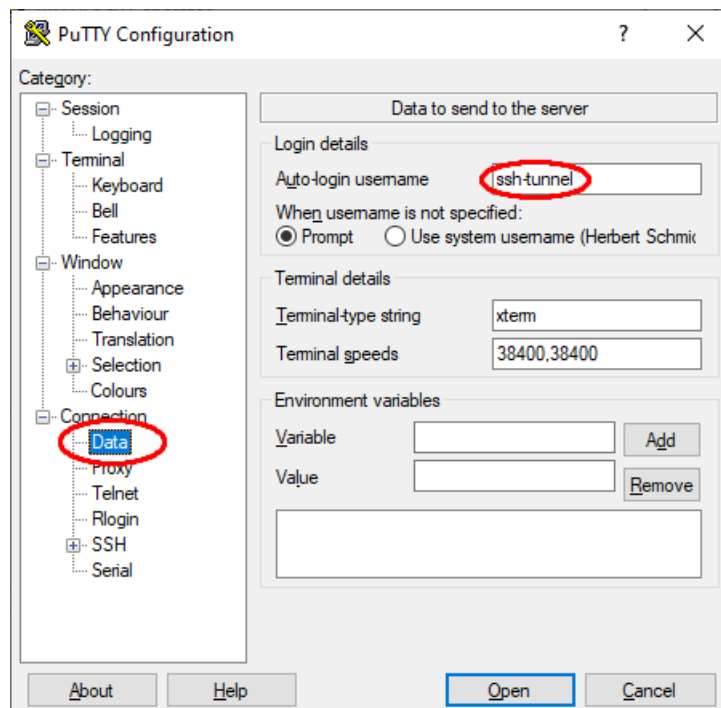 PuTTY Configuration ? X
Category:
Session
Logging
Terminal
Keyboard
Bell
Features
Window
Appearance
Behaviour
Translation
Selection
Colours
Connection
Data
Proxy
Telnet
Rlogin
SSH
Serial
Data to send to the server
Login details
Auto-login username ssh-tunnel
When username is not specified:
Prompt Use system username (Herbert Schmic
Terminal details
Terminal-type string xterm
Terminal speeds 38400,38400
Environment variables
Variable Add
Value Remove
About Help Open Cancel